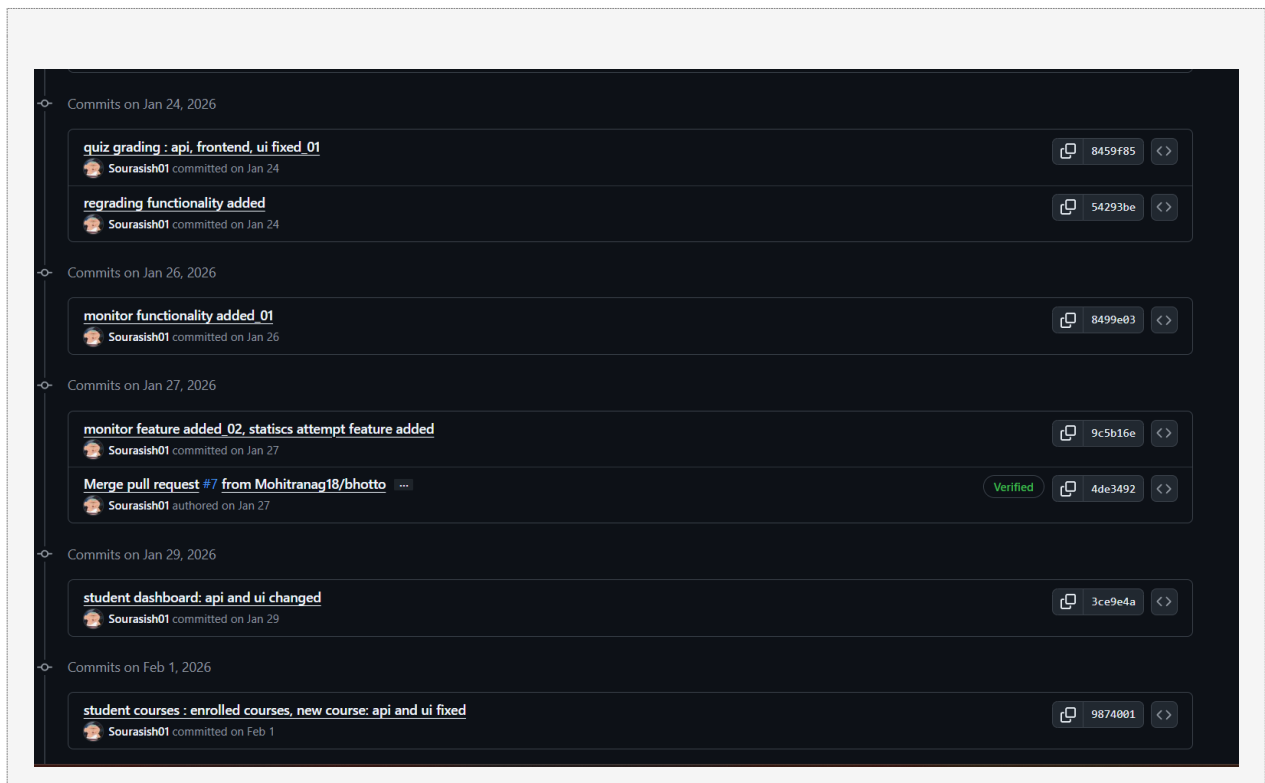 Commits on Jan 24, 2026
quiz grading : api, frontend, ui fixed_01
8459f85
Sourasish01 committed on Jan 24
regrading functionality added
54293be
Sourasish01 committed on Jan 24
Commits on Jan 26, 2026
monitor functionality added_01
8499e03
Sourasish01 committed on Jan 26
Commits on Jan 27, 2026
monitor feature added_02, statiscs attempt feature added
9c5b16e
Sourasish01 committed on Jan 27
Merge pull request #7 from Mohitranag18/bhotto ...
Verified
4de3492
Sourasish01 authored on Jan 27
Commits on Jan 29, 2026
student dashboard: api and ui changed
3ce9e4a
Sourasish01 committed on Jan 29
Commits on Feb 1, 2026
student courses : enrolled courses, new course: api and ui fixed
9874001
Sourasish01 committed on Feb 1